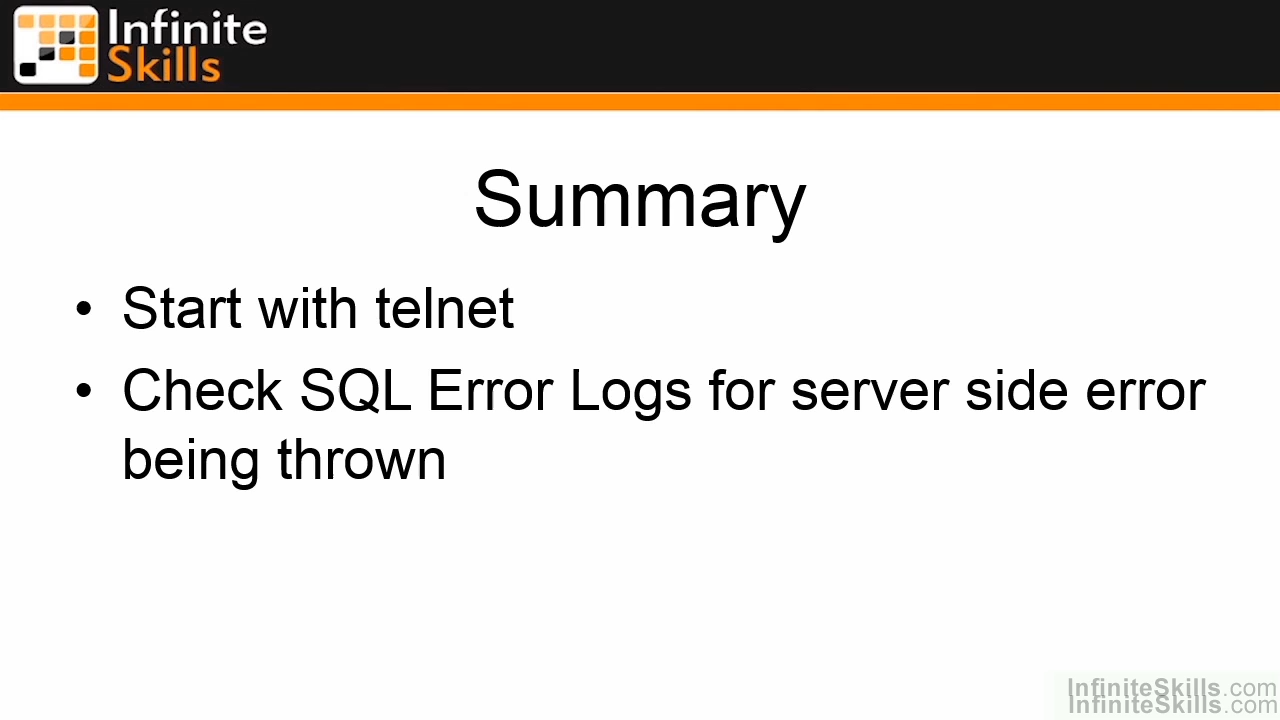 Infinite
Skills
Summary
• Start with telnet
• Check SQL Error Logs for server side error
being thrown
InfiniteSkills.com
InfiniteSkills.com